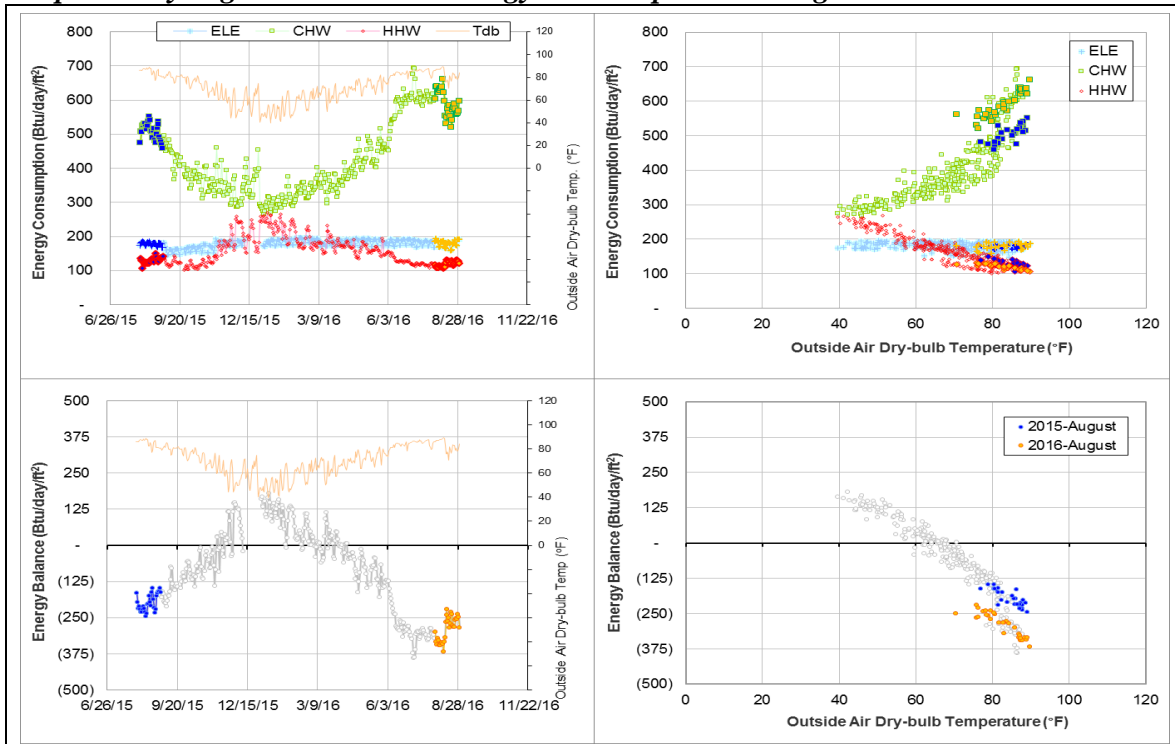 ELE CHW HHW Tdb
Energy Consumption (Btu/day/ft²)
800
700
600
500
400
300
200
100
-
120
100
80
60
40
20
0
Outside Air Dry-bulb Temp. (°F)
6/26/15 9/20/15 12/15/15 3/9/16 6/3/16 8/28/16 11/22/16
Energy Consumption (Btu/day/ft²)
800
700
600
500
400
300
200
100
-
ELE
CHW
HHW
0 20 40 60 80 100 120
Outside Air Dry-bulb Temperature (°F)
Energy Balance (Btu/day/ft²)
500
375
250
125
-
(125)
(250)
(375)
(500)
120
100
80
60
40
20
0
Outside Air Dry-bulb Temp (°F)
6/26/15 9/20/15 12/15/15 3/9/16 6/3/16 8/28/16 11/22/16
Energy Balance (Btu/day/ft²)
500
375
250
125
-
(125)
(250)
(375)
(500)
2015-August
2016-August
0 20 40 60 80 100 120
Outside Air Dry-bulb Temperature (°F)